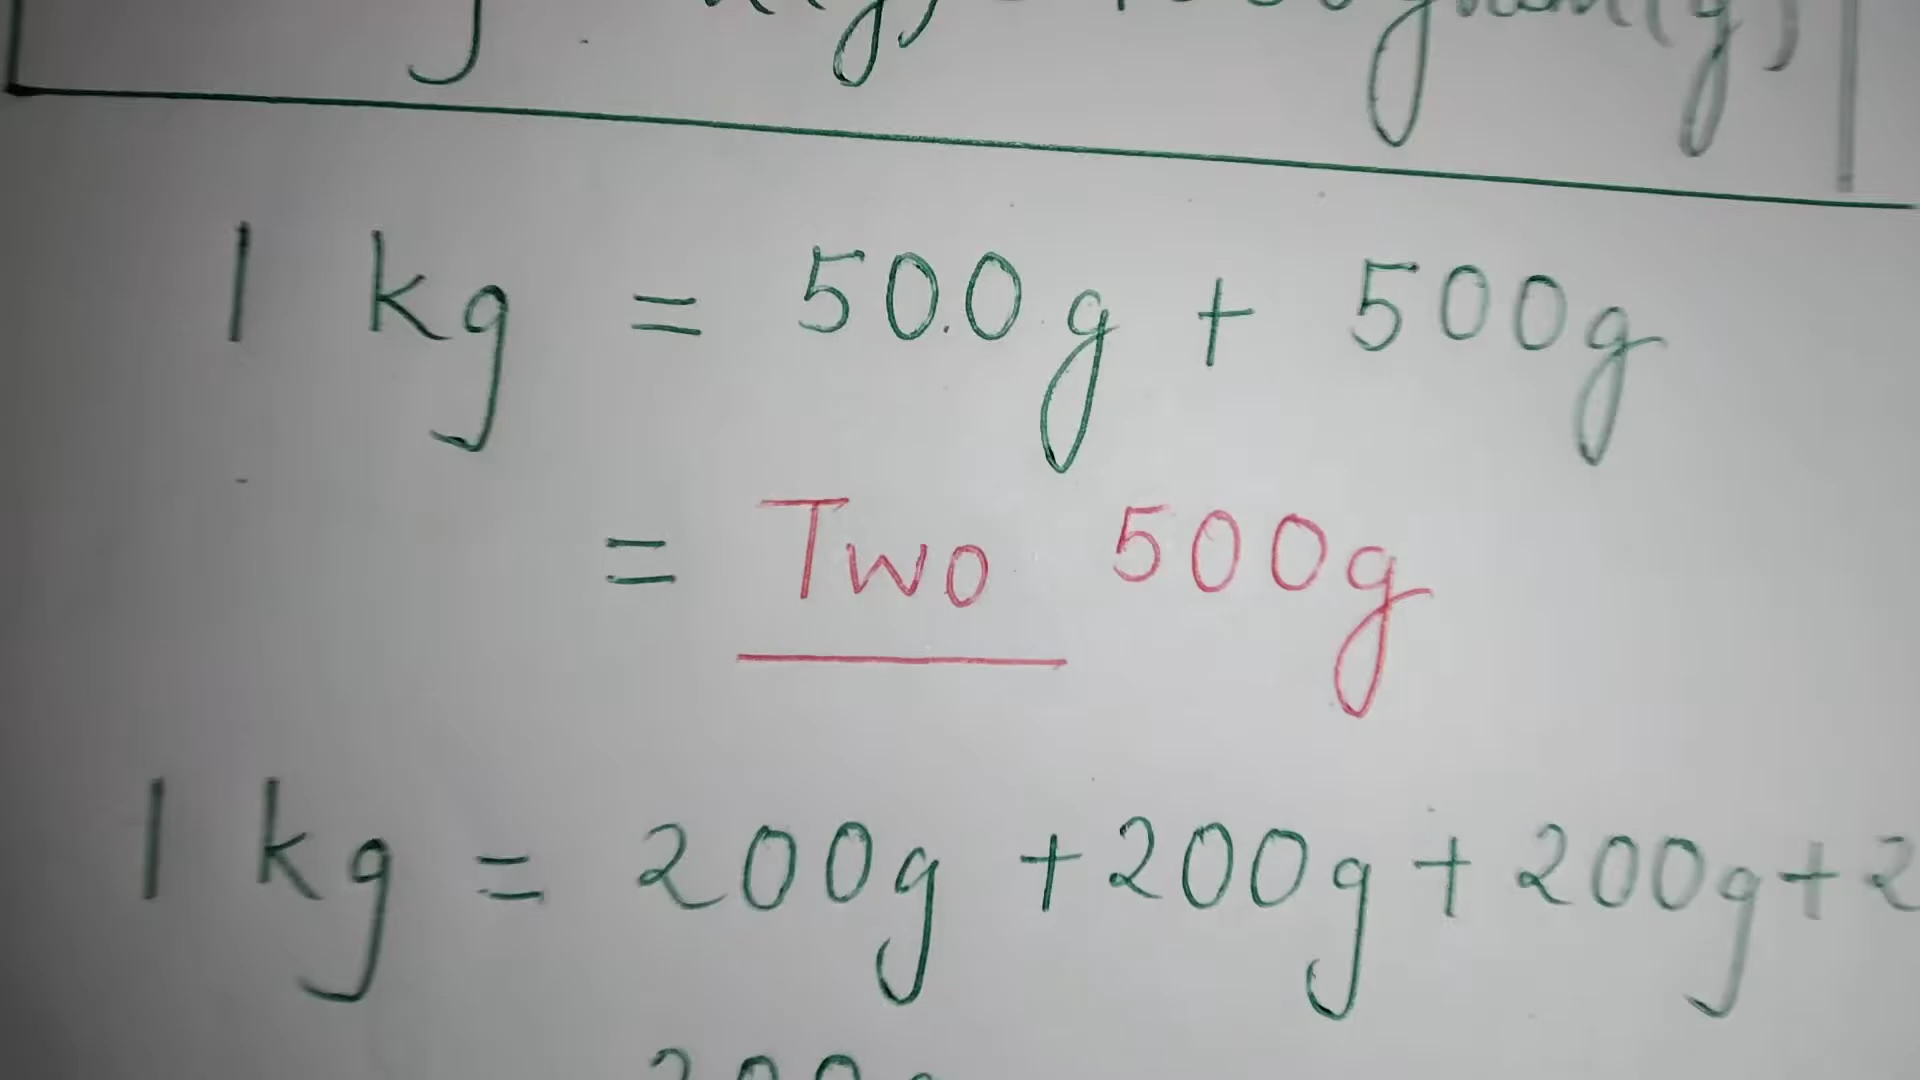 1 kg = 500g + 500g
= Two 500g
1 kg = 200g +200g + 200g+2